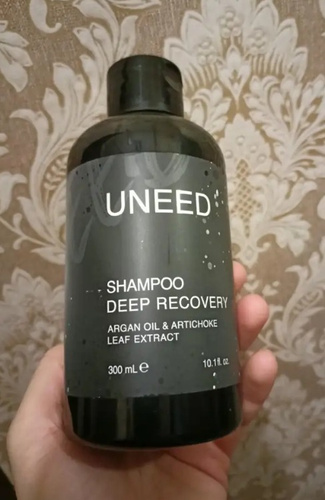 UNEED
SHAMPOO
DEEP RECOVERY
ARGAN OIL & ARTICHOKE
LEAF EXTRACT
300 mL ℮ 10.1 fl. oz.